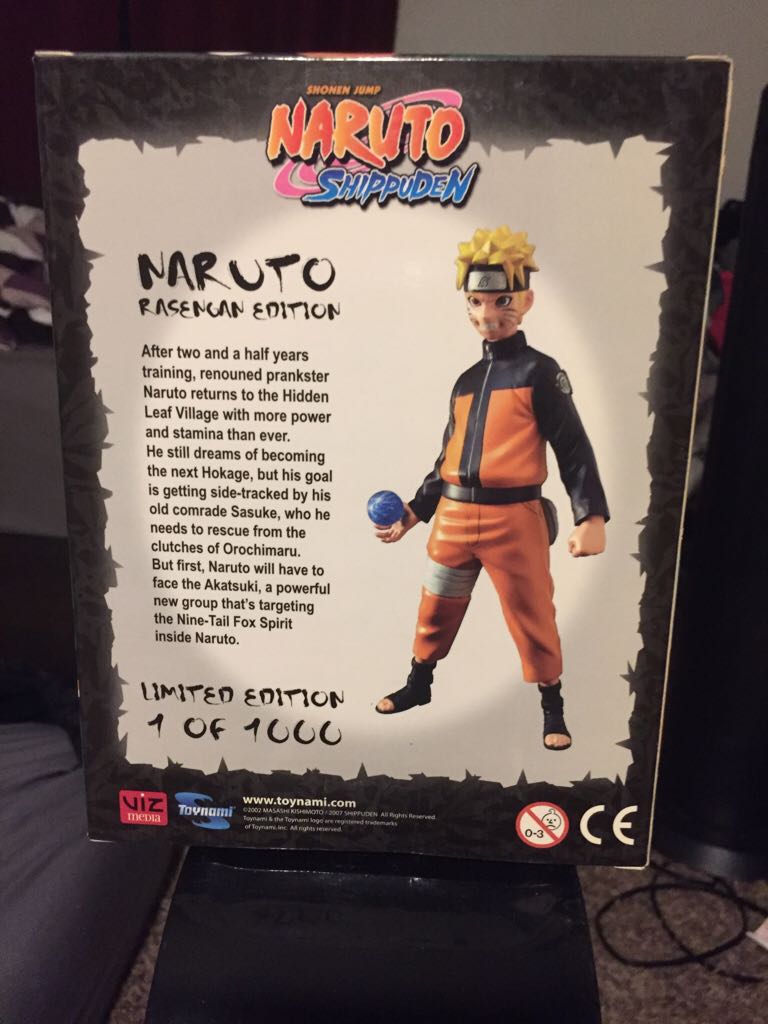 SHONEN JUMP
NARUTO
SHIPPUDEN
NARUTO
RASENGAN EDITION
After two and a half years
training, renouned prankster
Naruto returns to the Hidden
Leaf Village with more power
and stamina than ever.
He still dreams of becoming
the next Hokage, but his goal
is getting side-tracked by his
old comrade Sasuke, who he
needs to rescue from the
clutches of Orochimaru.
But first, Naruto will have to
face the Akatsuki, a powerful
new group that's targeting
the Nine-Tail Fox Spirit
inside Naruto.
LIMITED EDITION
1 OF 1000
VIZ
media
Toynami
www.toynami.com
©2002 MASASHI KISHIMOTO / 2007 SHIPPUDEN All Rights Reserved.
Toynami & the Toynami logo are registered trademarks
of Toynami, Inc. All rights reserved.
0-3
CE